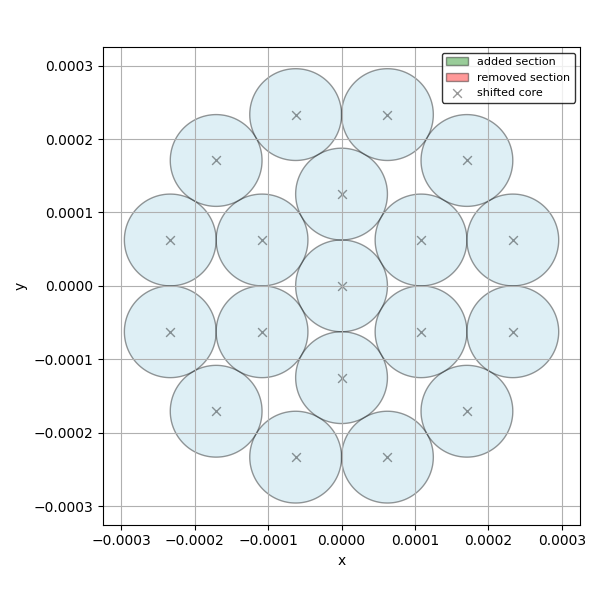 added section
removed section
shifted core
0.0003
0.0002
0.0001
0.0000
−0.0001
−0.0002
−0.0003
y
−0.0003 −0.0002 −0.0001 0.0000 0.0001 0.0002 0.0003
x